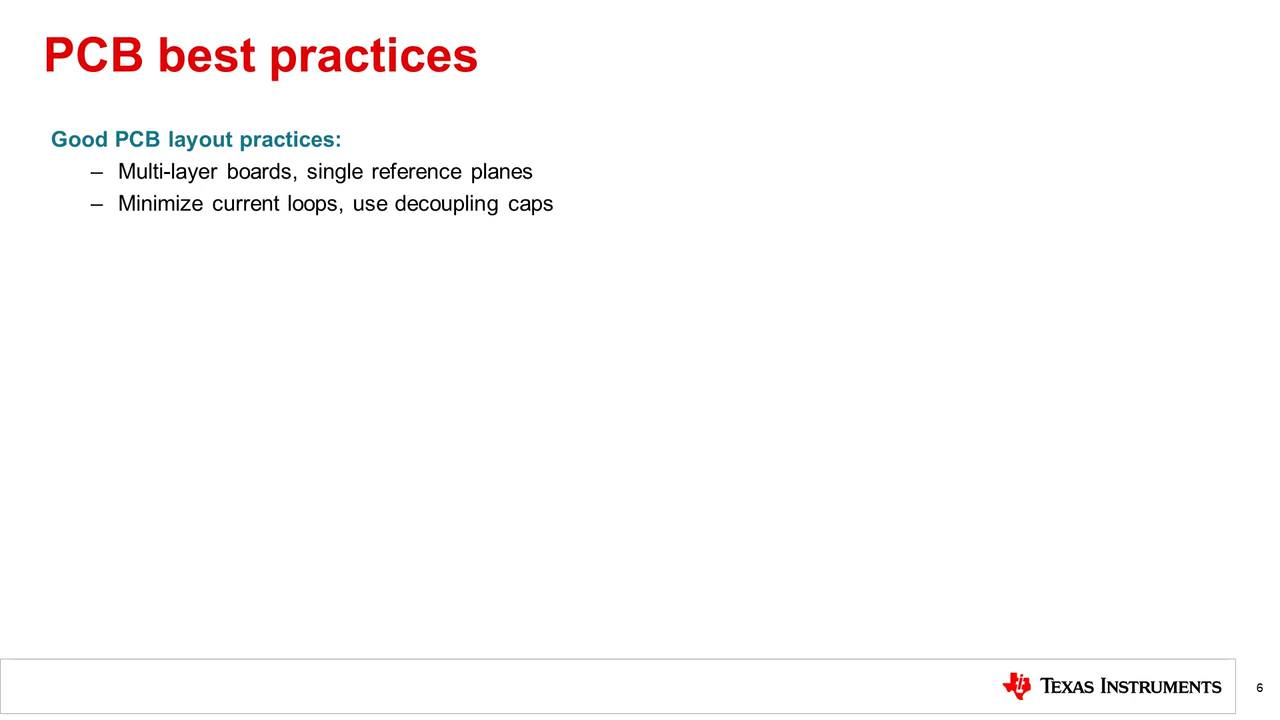 PCB best practices
Good PCB layout practices:
– Multi-layer boards, single reference planes
– Minimize current loops, use decoupling caps
TEXAS INSTRUMENTS
6